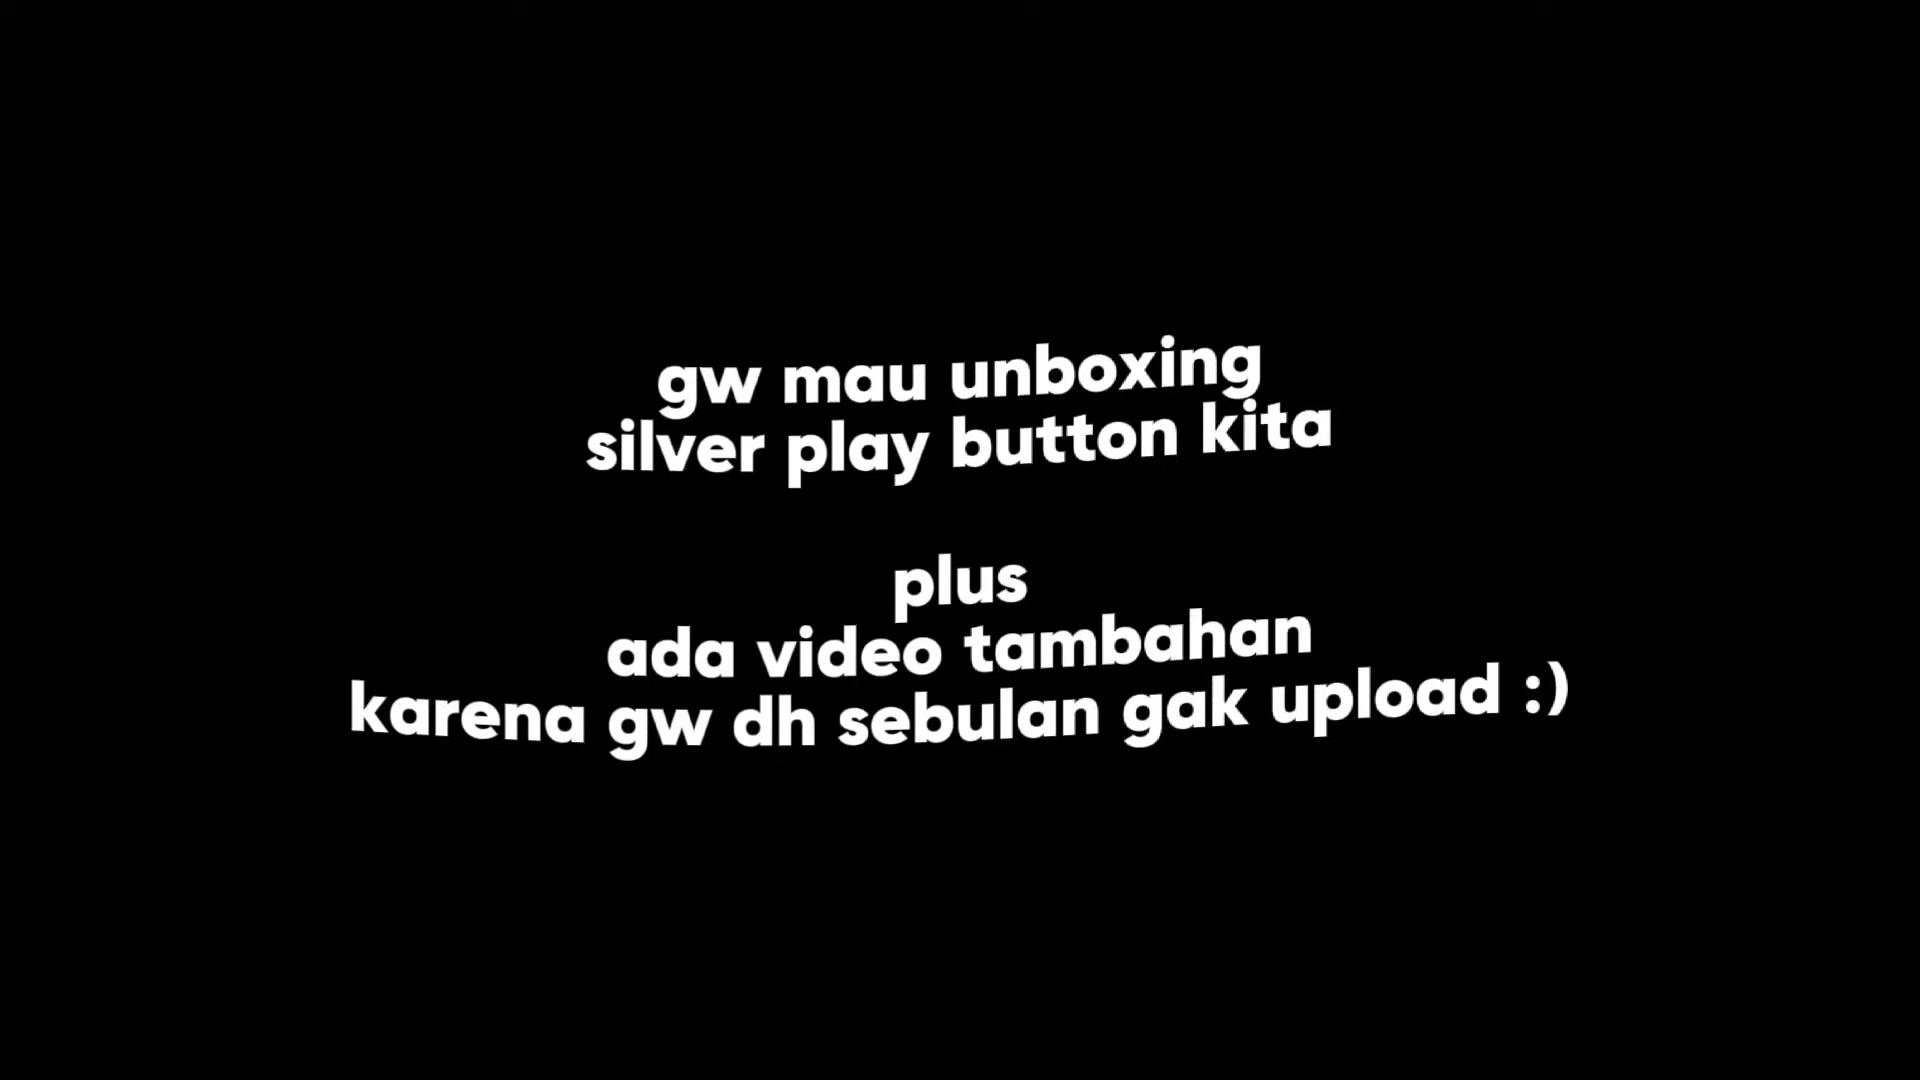 gw mau unboxing
silver play button kita
plus
ada video tambahan
karena gw dh sebulan gak upload :)